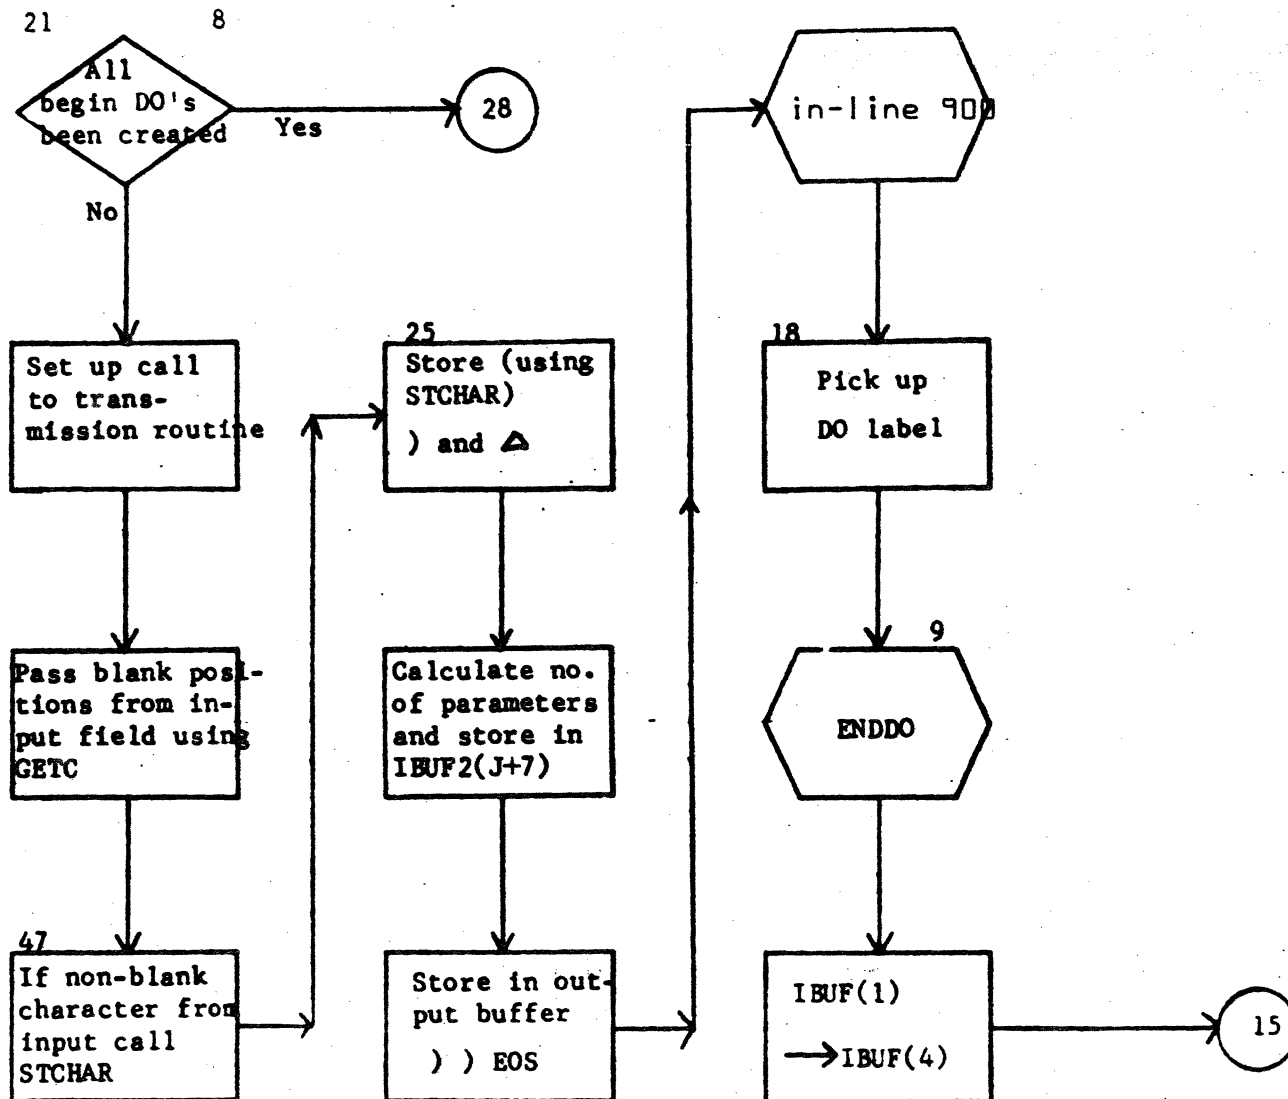 21
8
All
begin DO's
been created
Yes
28
No
Set up call
to trans-
mission routine
Pass blank posi-
tions from in-
put field using
GETC
47
If non-blank
character from
input call
STCHAR
25
Store (using
STCHAR)
) and Δ
Calculate no.
of parameters
and store in
IBUF2(J+7)
Store in out-
put buffer
) ) EOS
in-line 900
18
Pick up
DO label
9
ENDDO
IBUF(1)
→IBUF(4)
15